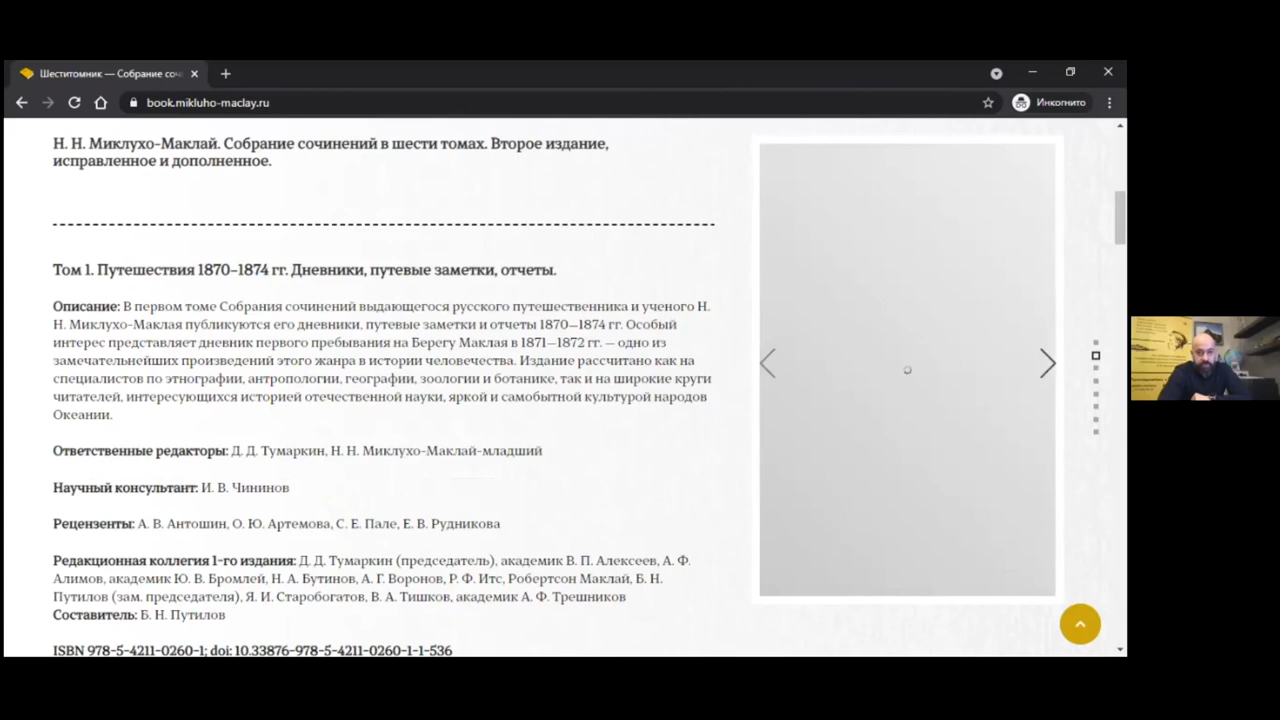 Шеститомник — Собрание соч
book.mikluho-maclay.ru
Инкогнито
Н. Н. Миклухо-Маклай. Собрание сочинений в шести томах. Второе издание,
исправленное и дополненное.
Том 1. Путешествия 1870–1874 гг. Дневники, путевые заметки, отчеты.
Описание: В первом томе Собрания сочинений выдающегося русского путешественника и ученого Н.
Н. Миклухо-Маклая публикуются его дневники, путевые заметки и отчеты 1870—1874 гг. Особый
интерес представляет дневник первого пребывания на Берегу Маклая в 1871—1872 гг. — одно из
замечательнейших произведений этого жанра в истории человечества. Издание рассчитано как на
специалистов по этнографии, антропологии, географии, зоологии и ботанике, так и на широкие круги
читателей, интересующихся историей отечественной науки, яркой и самобытной культурой народов
Океании.
Ответственные редакторы: Д. Д. Тумаркин, Н. Н. Миклухо-Маклай-младший
Научный консультант: И. В. Чининов
Рецензенты: А. В. Антошин, О. Ю. Артемова, С. Е. Пале, Е. В. Рудникова
Редакционная коллегия 1-го издания: Д. Д. Тумаркин (председатель), академик В. П. Алексеев, А. Ф.
Алимов, академик Ю. В. Бромлей, Н. А. Бутинов, А. Г. Воронов, Р. Ф. Итс, Робертсон Маклай, Б. Н.
Путилов (зам. председателя), Я. И. Старобогатов, В. А. Тишков, академик А. Ф. Трешников
Составитель: Б. Н. Путилов
ISBN 978-5-4211-0260-1; doi: 10.33876-978-5-4211-0260-1-1-536